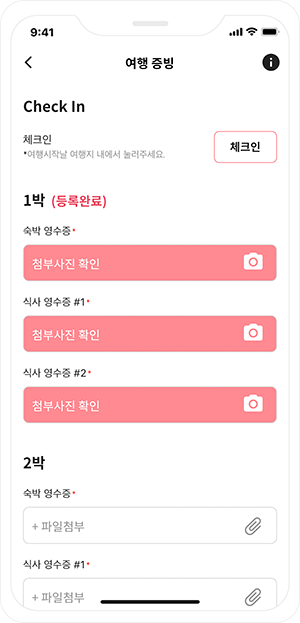 9:41
여행 증빙
Check In
체크인
*여행시작날 여행지 내에서 눌러주세요.
체크인
1박 (등록완료)
숙박 영수증*
첨부사진 확인
식사 영수증 #1*
첨부사진 확인
식사 영수증 #2*
첨부사진 확인
2박
숙박 영수증*
+ 파일첨부
식사 영수증 #1*
+ 파일첨부